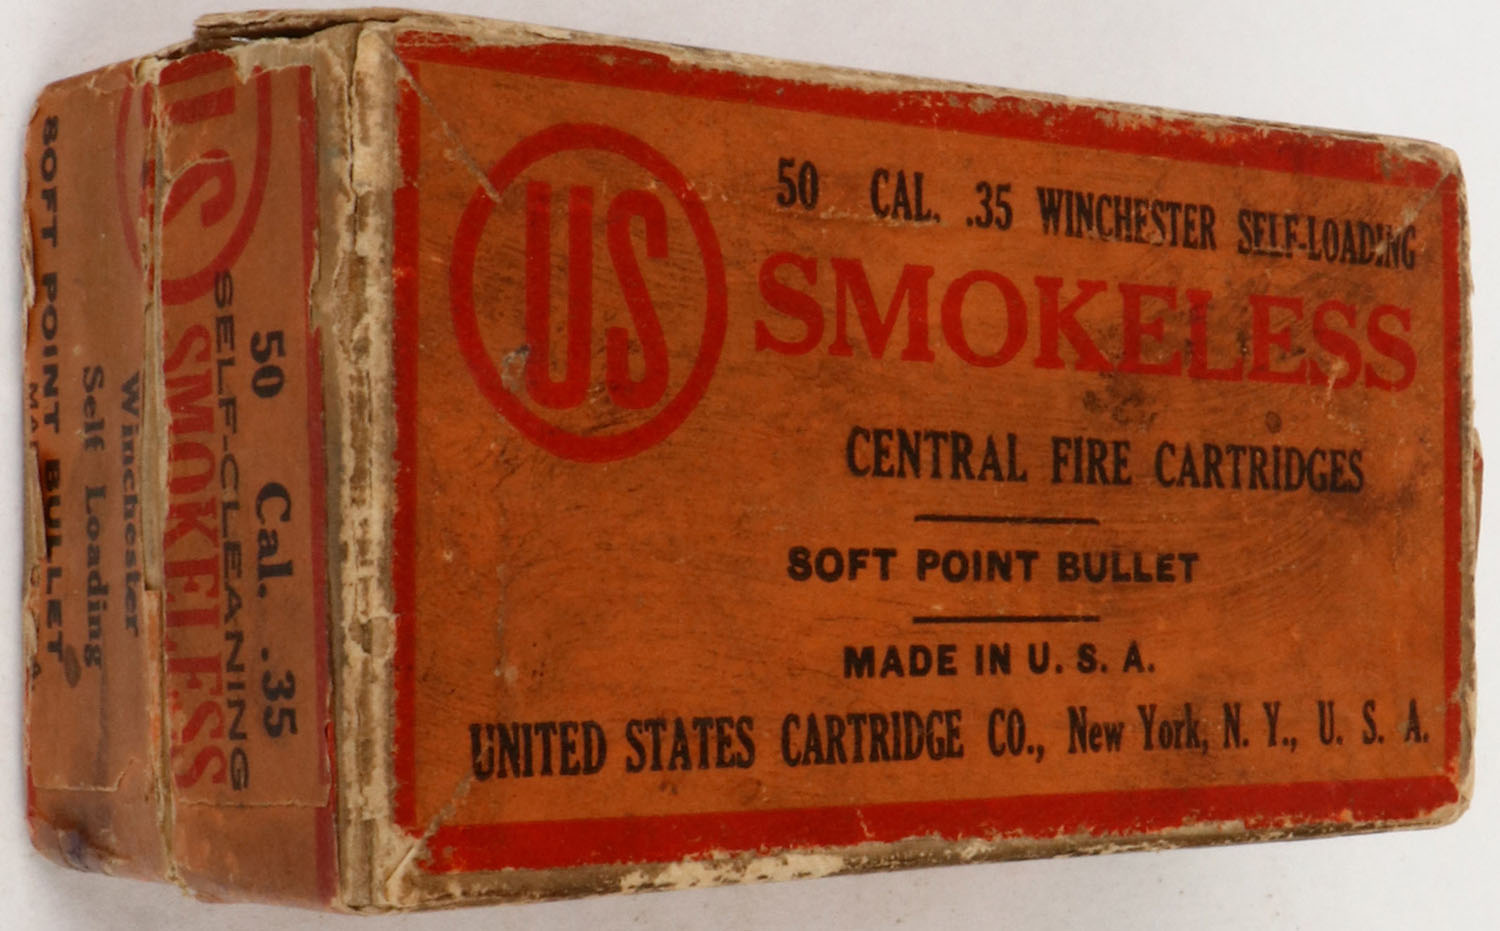 US
50 CAL. .35 WINCHESTER SELF-LOADING
SMOKELESS
CENTRAL FIRE CARTRIDGES
SOFT POINT BULLET
MADE IN U. S. A.
UNITED STATES CARTRIDGE CO., New York, N. Y., U. S. A.
50 Cal. .35
SELF-CLEANING
US
SMOKELESS
Winchester
Self Loading
SOFT POINT BULLET